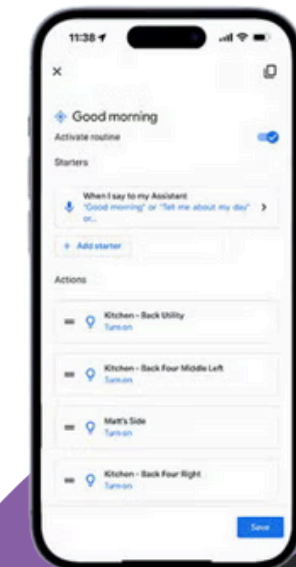 11:38
Good morning
Activate routine
Starters
When I say to my Assistant
"Good morning" or "Tell me about my day"
or...
+ Add starter
Actions
Kitchen - Back Utility
Turn on
Kitchen - Back Four Middle Left
Turn on
Matt's Side
Turn on
Kitchen - Back Four Right
Turn on
Save